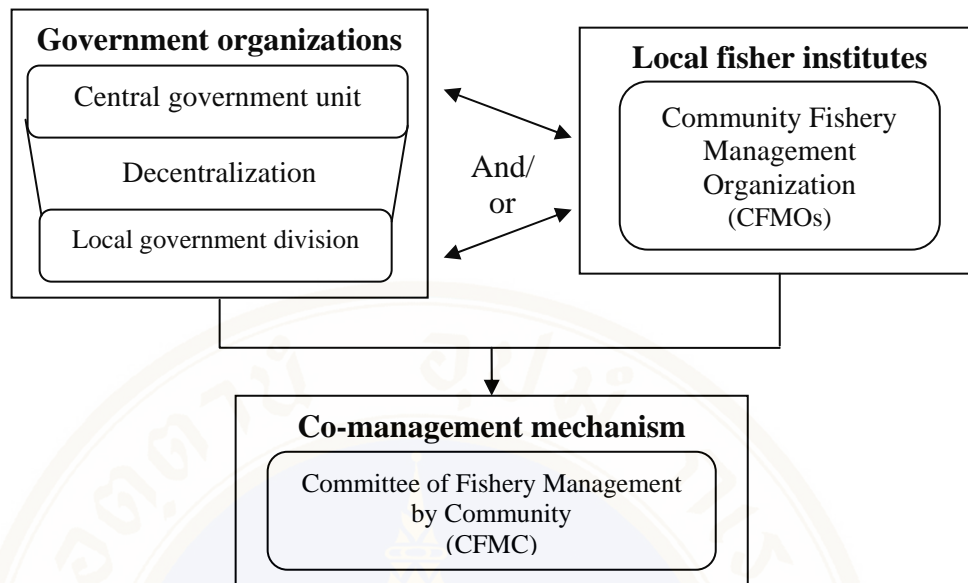 Government organizations
Central government unit
Decentralization
Local government division
And/
or
Local fisher institutes
Community Fishery
Management
Organization
(CFMOs)
Co-management mechanism
Committee of Fishery Management
by Community
(CFMC)